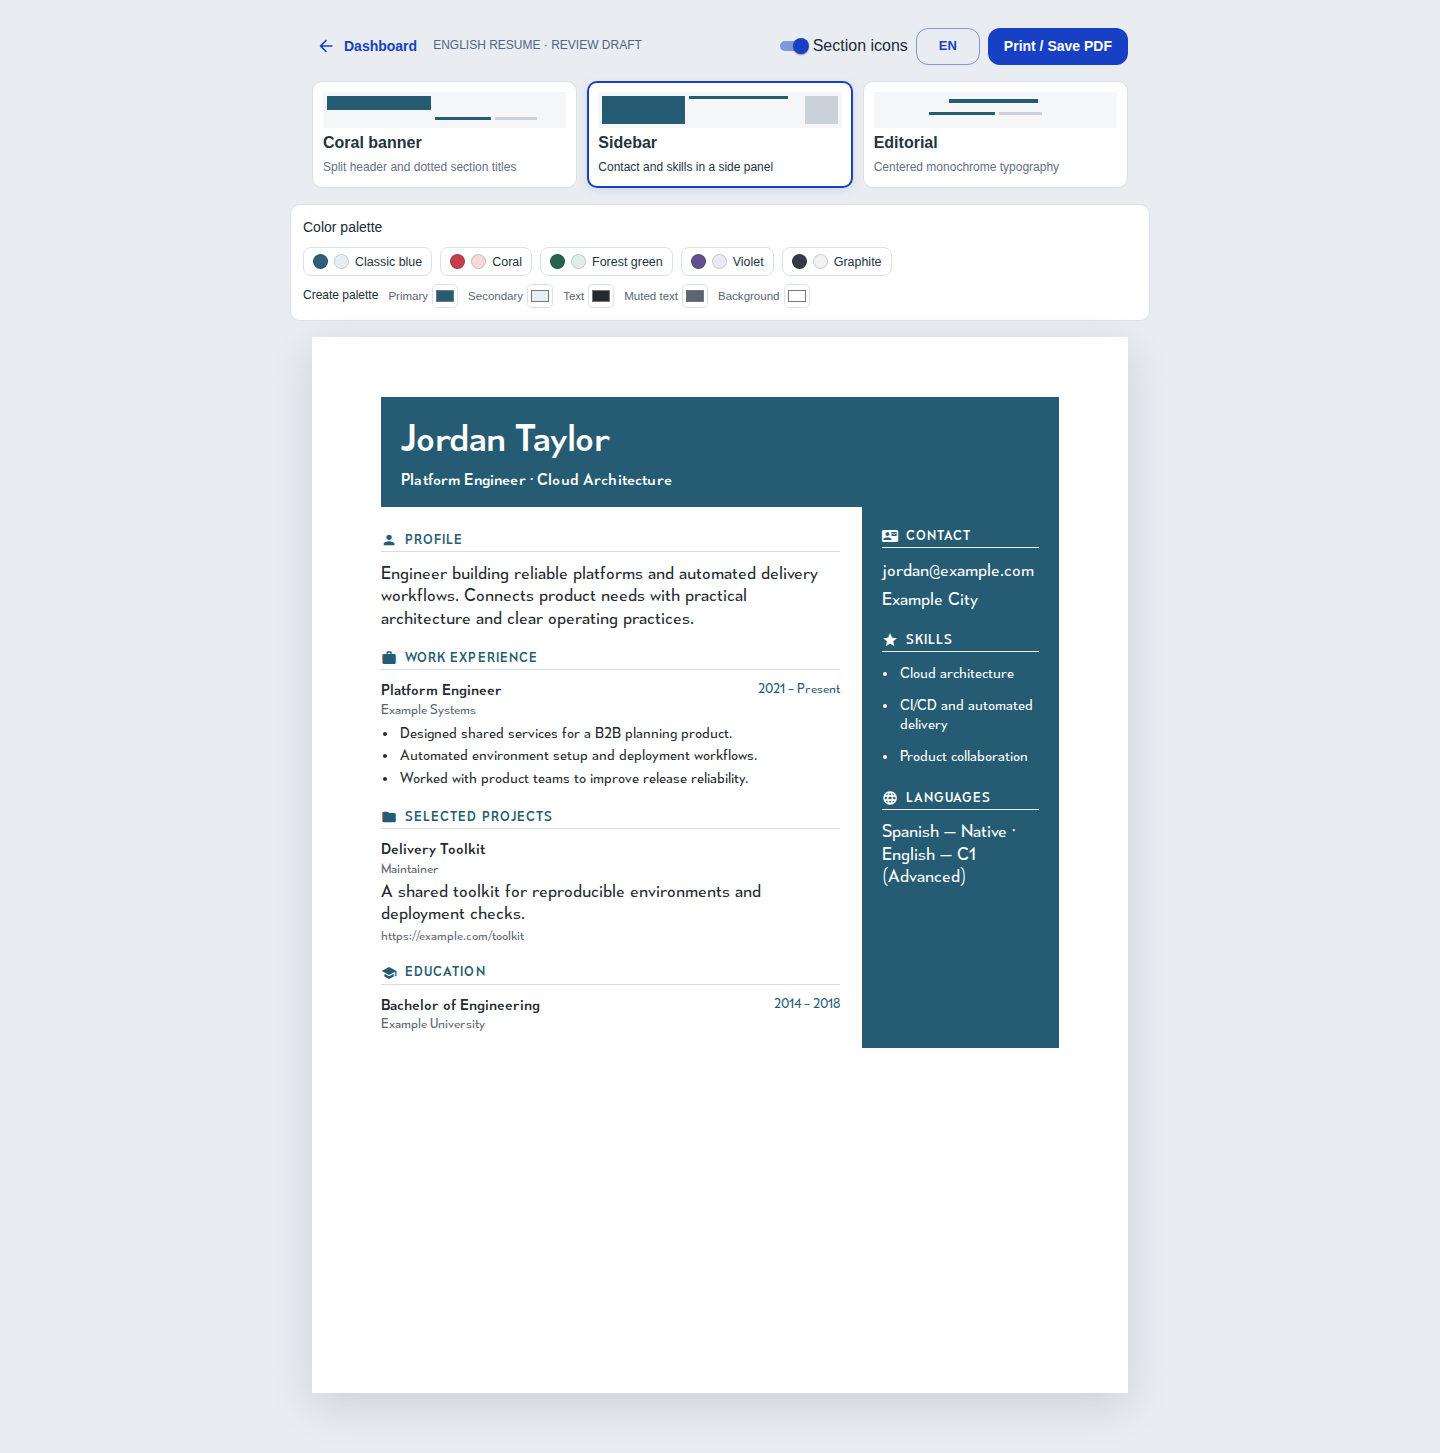 Dashboard
ENGLISH RESUME · REVIEW DRAFT
Section icons
EN
Print / Save PDF
Coral banner
Split header and dotted section titles
Sidebar
Contact and skills in a side panel
Editorial
Centered monochrome typography
Color palette
Classic blue
Coral
Forest green
Violet
Graphite
Create palette
Primary
Secondary
Text
Muted text
Background
Jordan Taylor
Platform Engineer · Cloud Architecture
PROFILE
Engineer building reliable platforms and automated delivery
workflows. Connects product needs with practical
architecture and clear operating practices.
WORK EXPERIENCE
Platform Engineer
2021 – Present
Example Systems
• Designed shared services for a B2B planning product.
• Automated environment setup and deployment workflows.
• Worked with product teams to improve release reliability.
SELECTED PROJECTS
Delivery Toolkit
Maintainer
A shared toolkit for reproducible environments and
deployment checks.
https://example.com/toolkit
EDUCATION
Bachelor of Engineering
2014 – 2018
Example University
CONTACT
jordan@example.com
Example City
SKILLS
• Cloud architecture
• CI/CD and automated
delivery
• Product collaboration
LANGUAGES
Spanish — Native ·
English — C1
(Advanced)